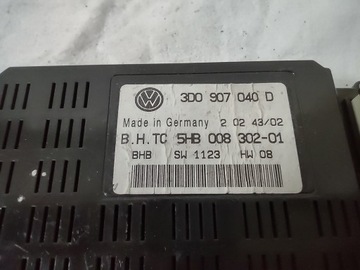 3D0 907 040 D
Made in Germany 2 02 43/02
B.H.TC 5HB 008 302-01
BHB SW 1123 HW 08